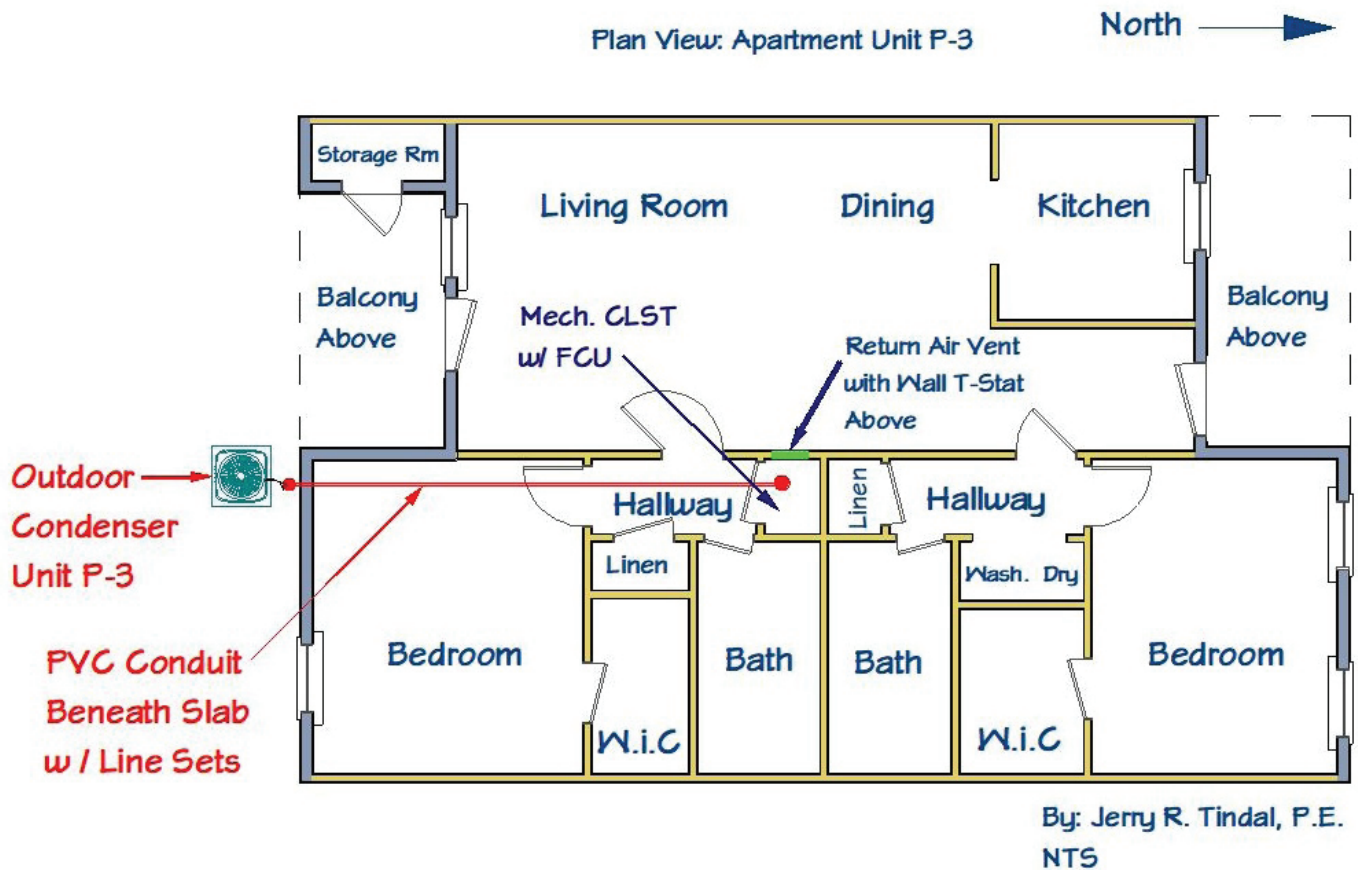 Plan View: Apartment Unit P-3
North
Storage Rm
Living Room
Dining
Kitchen
Balcony
Above
Mech. CLST
w/ FCU
Return Air Vent
with Wall T-Stat
Above
Balcony
Above
Outdoor
Condenser
Unit P-3
Hallway
Linen
Hallway
Linen
Wash. Dry
PVC Conduit
Beneath Slab
w / Line Sets
Bedroom
Bath
Bath
Bedroom
W.i.C
W.i.C
By: Jerry R. Tindal, P.E.
NTS